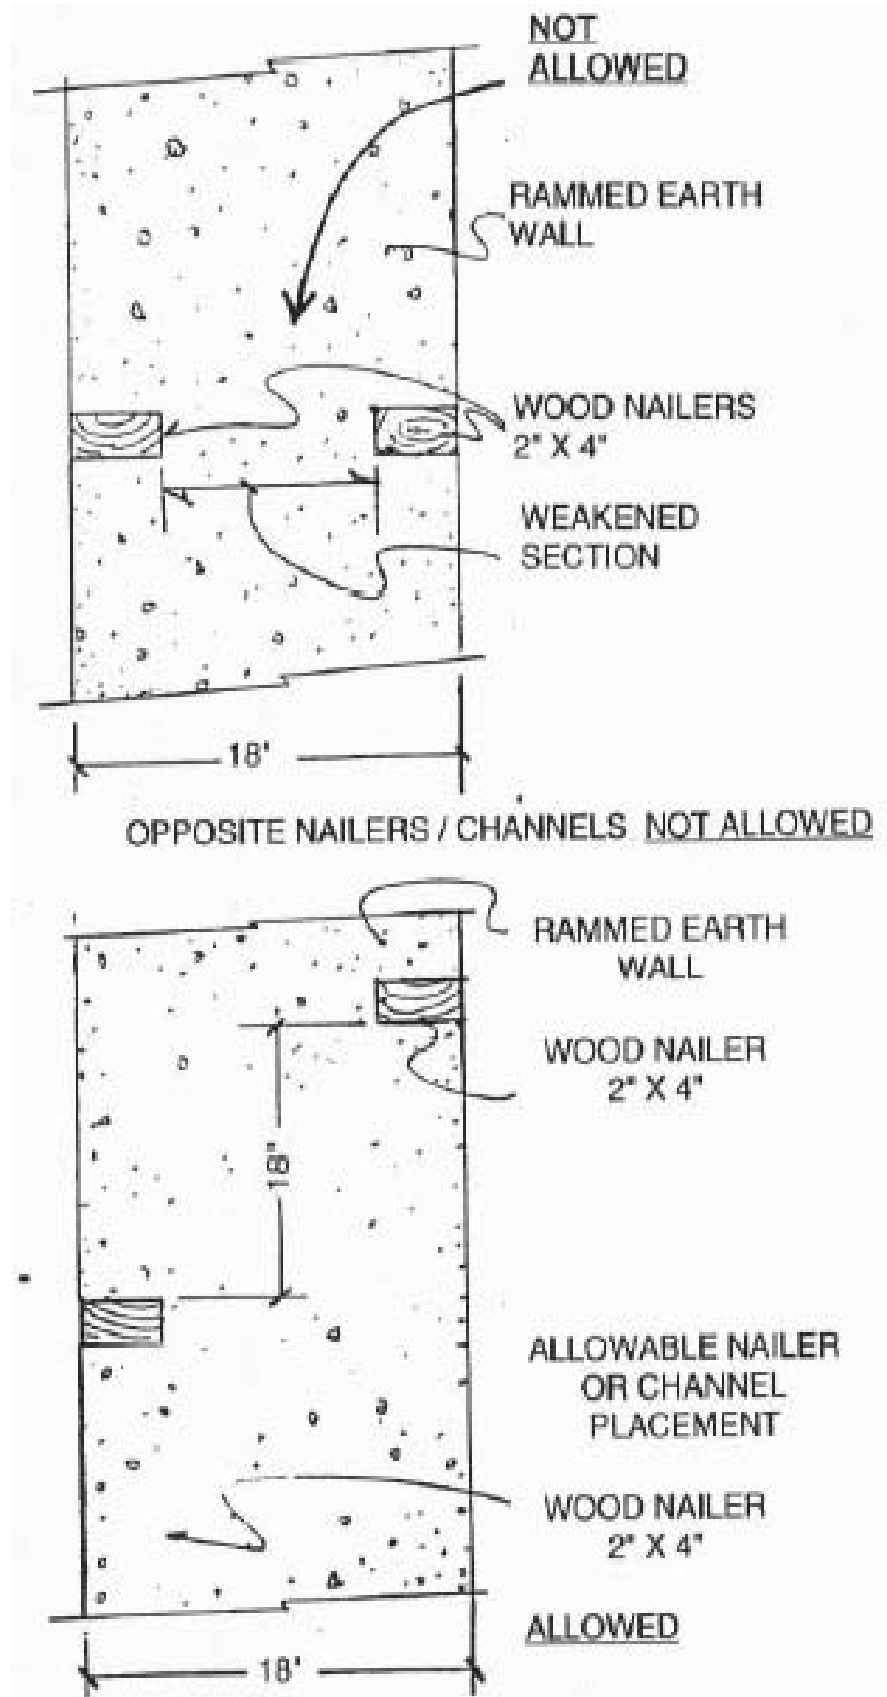 NOT
ALLOWED
RAMMED EARTH
WALL
WOOD NAILERS
2" X 4"
WEAKENED
SECTION
18"
OPPOSITE NAILERS / CHANNELS NOT ALLOWED
RAMMED EARTH
WALL
WOOD NAILER
2" X 4"
18"
ALLOWABLE NAILER
OR CHANNEL
PLACEMENT
WOOD NAILER
2" X 4"
ALLOWED
18"